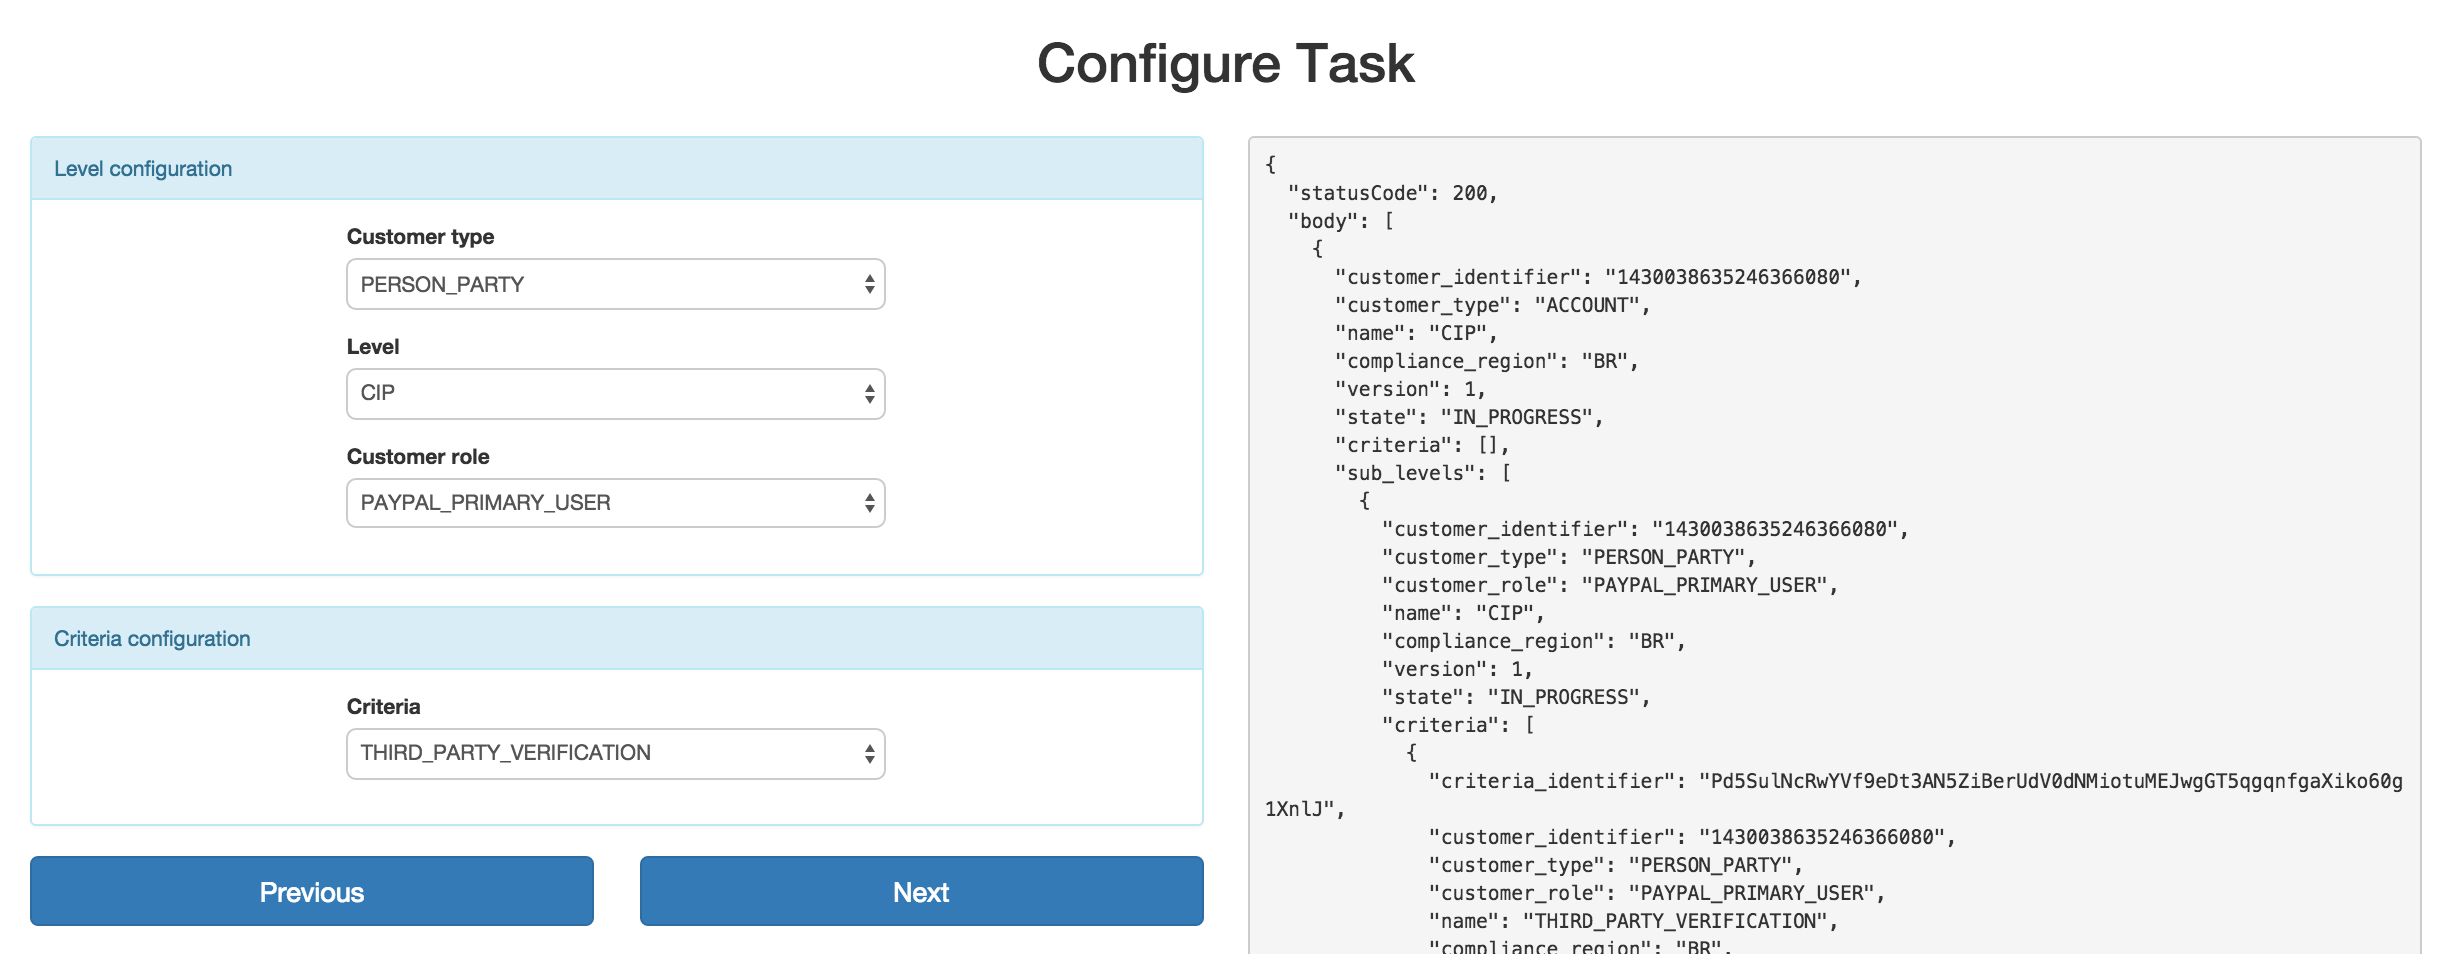 Configure Task
Level configuration
Customer type
PERSON_PARTY
Level
CIP
Customer role
PAYPAL_PRIMARY_USER
Criteria configuration
Criteria
THIRD_PARTY_VERIFICATION
Previous
Next
{
"statusCode": 200,
"body": [
{
"customer_identifier": "1430038635246366080",
"customer_type": "ACCOUNT",
"name": "CIP",
"compliance_region": "BR",
"version": 1,
"state": "IN_PROGRESS",
"criteria": [],
"sub_levels": [
{
"customer_identifier": "1430038635246366080",
"customer_type": "PERSON_PARTY",
"customer_role": "PAYPAL_PRIMARY_USER",
"name": "CIP",
"compliance_region": "BR",
"version": 1,
"state": "IN_PROGRESS",
"criteria": [
{
"criteria_identifier": "Pd5SulNcRwYVf9eDt3AN5ZiBerUdV0dNMiotuMEJwgGT5qgqnfgaXiko60g
1XnlJ",
"customer_identifier": "1430038635246366080",
"customer_type": "PERSON_PARTY",
"customer_role": "PAYPAL_PRIMARY_USER",
"name": "THIRD_PARTY_VERIFICATION",
"compliance_region": "BR",